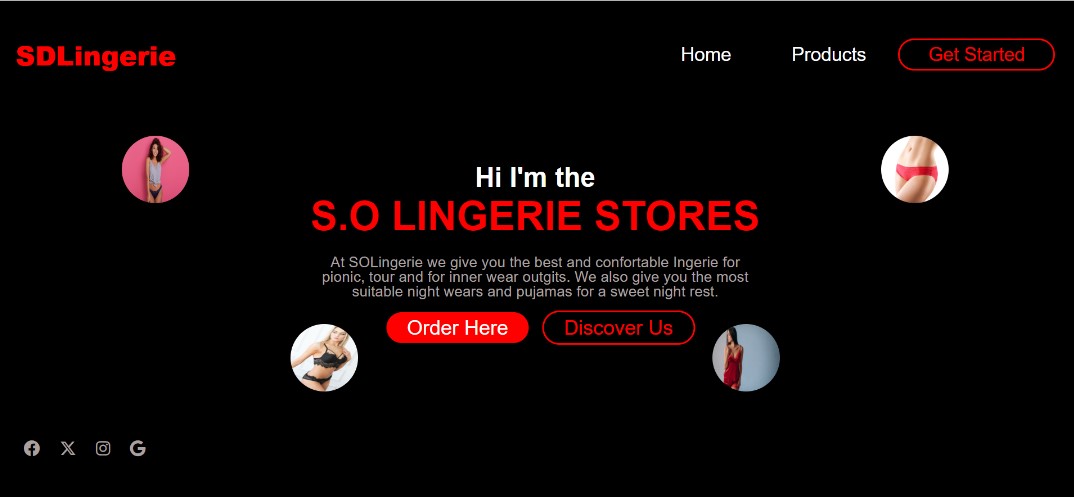 SDLingerie
Home
Products
Get Started
Hi I'm the
S.O LINGERIE STORES
At SOLingerie we give you the best and confortable Ingerie for
pionic, tour and for inner wear outgits. We also give you the most
suitable night wears and pujamas for a sweet night rest.
Order Here
Discover Us